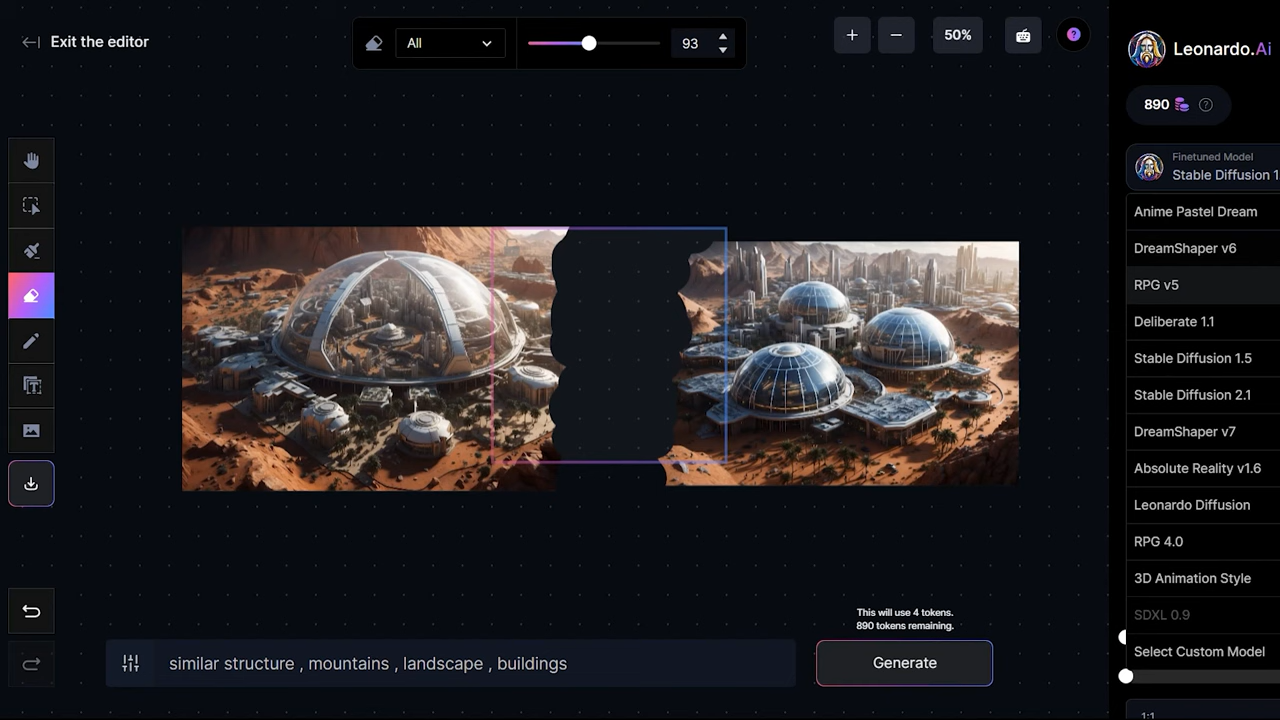 Exit the editor
All
93
50%
?
Leonardo.Ai
890 ?
Finetuned Model
Stable Diffusion 1
Anime Pastel Dream
DreamShaper v6
RPG v5
Deliberate 1.1
Stable Diffusion 1.5
Stable Diffusion 2.1
DreamShaper v7
Absolute Reality v1.6
Leonardo Diffusion
RPG 4.0
3D Animation Style
SDXL 0.9
Select Custom Model
1:1
This will use 4 tokens.
890 tokens remaining.
similar structure , mountains , landscape , buildings
Generate